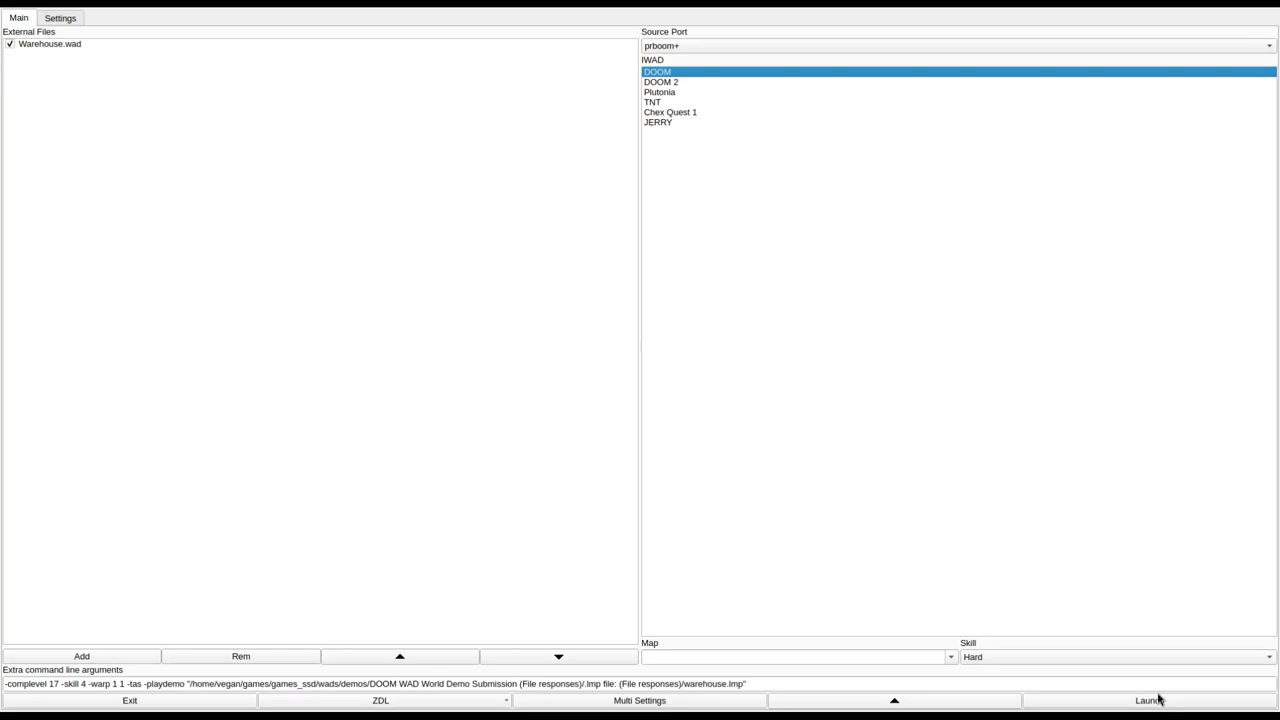 Main Settings
External Files
Warehouse.wad
Source Port
prboom+
IWAD
DOOM
DOOM 2
Plutonia
TNT
Chex Quest 1
JERRY
Add Rem
Map Skill
Hard
Extra command line arguments
-complevel 17 -skill 4 -warp 1 1 -tas -playdemo "/home/vegan/games/games_ssd/wads/demos/DOOM WAD World Demo Submission (File responses)/.lmp file: (File responses)/warehouse.lmp"
Exit ZDL Multi Settings Launch